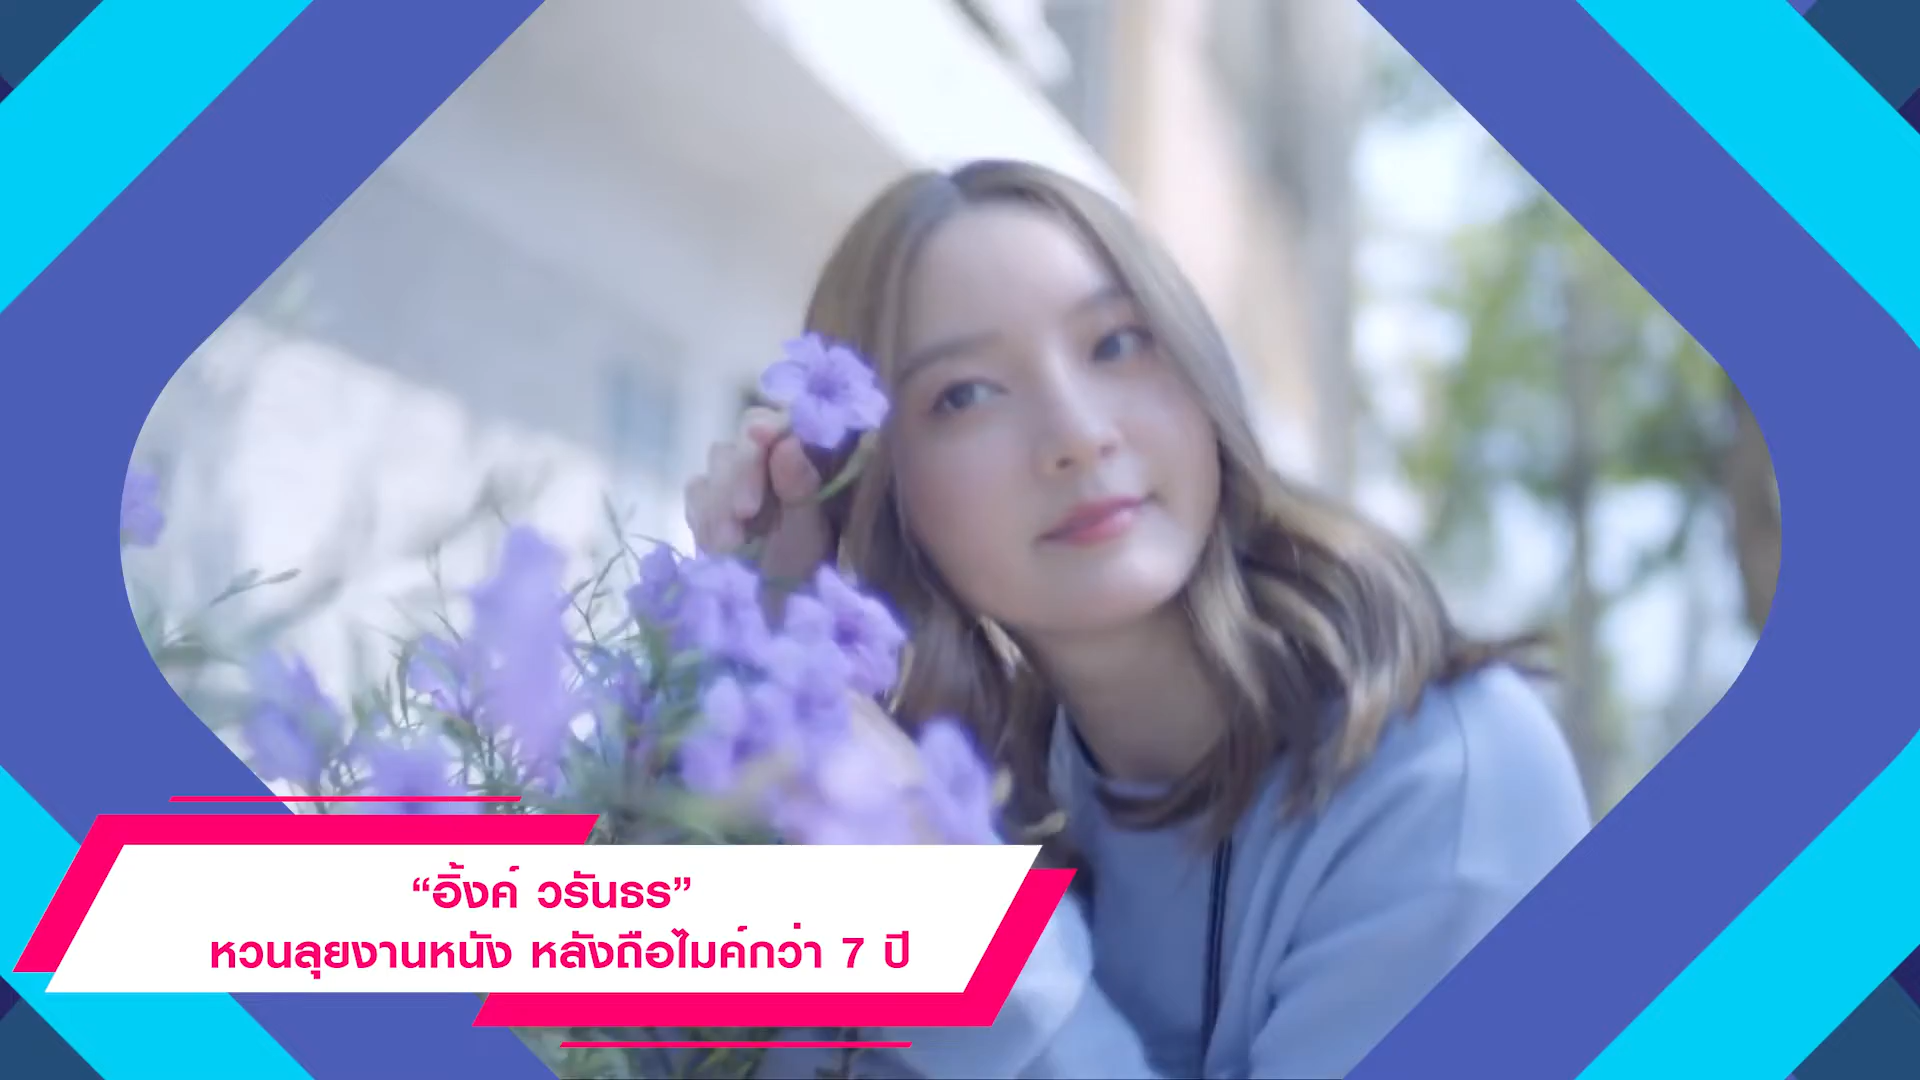 “อิ้งค์ วรันธร”
หวนลุยงานหนัง หลังถือไมค์กว่า 7 ปี